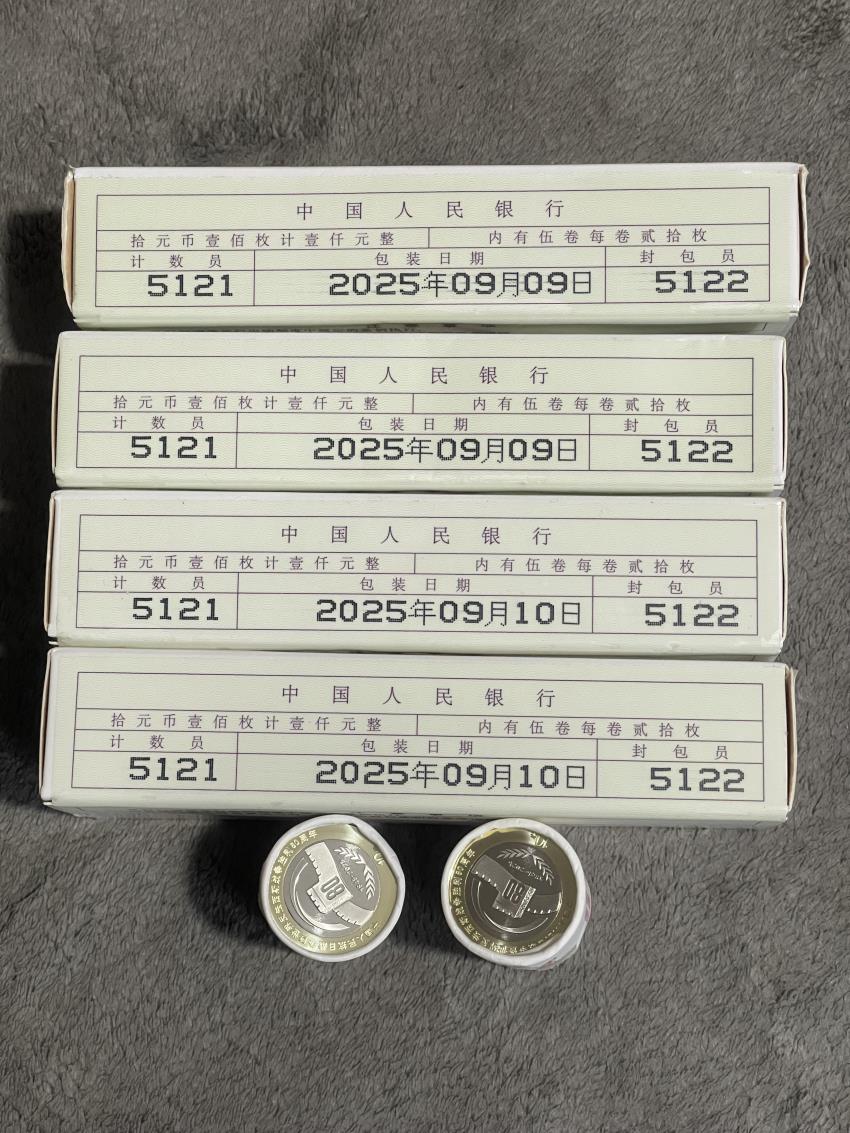 中国人民银行
拾元币壹佰枚计壹仟元整 内有伍卷每卷贰拾枚
计数员 包装日期 封包员
5121 2025年09月09日 5122
中国人民银行
拾元币壹佰枚计壹仟元整 内有伍卷每卷贰拾枚
计数员 包装日期 封包员
5121 2025年09月09日 5122
中国人民银行
拾元币壹佰枚计壹仟元整 内有伍卷每卷贰拾枚
计数员 包装日期 封包员
5121 2025年09月10日 5122
中国人民银行
拾元币壹佰枚计壹仟元整 内有伍卷每卷贰拾枚
计数员 包装日期 封包员
5121 2025年09月10日 5122
80
80